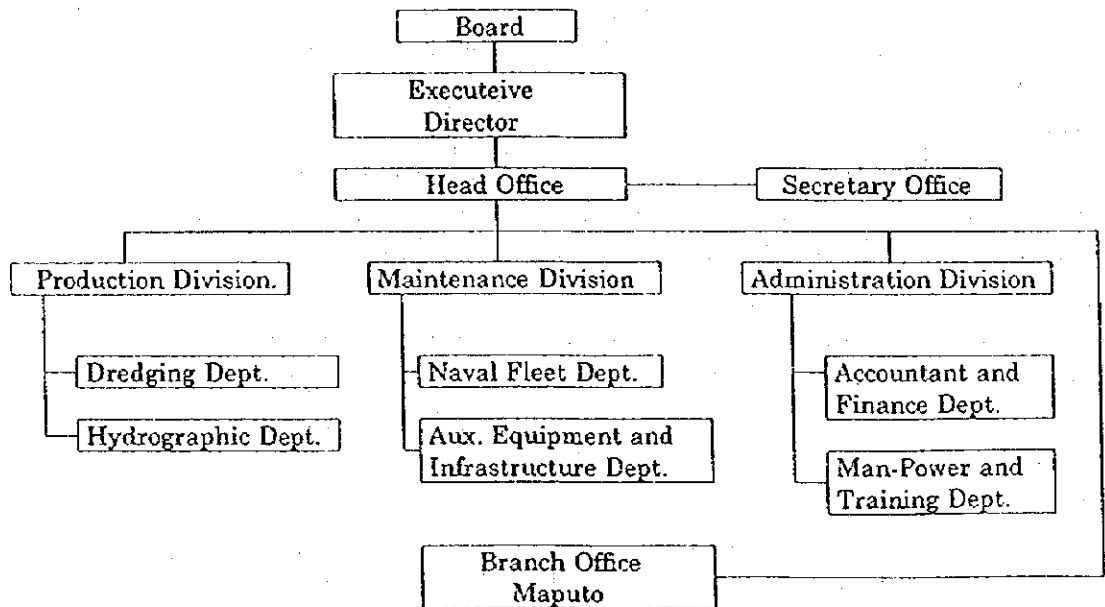 Board
Executeive
Director
Head Office
Secretary Office
Production Division.
Maintenance Division
Administration Division
Dredging Dept.
Hydrographic Dept.
Naval Fleet Dept.
Aux. Equipment and
Infrastructure Dept.
Accountant and
Finance Dept.
Man-Power and
Training Dept.
Branch Office
Maputo